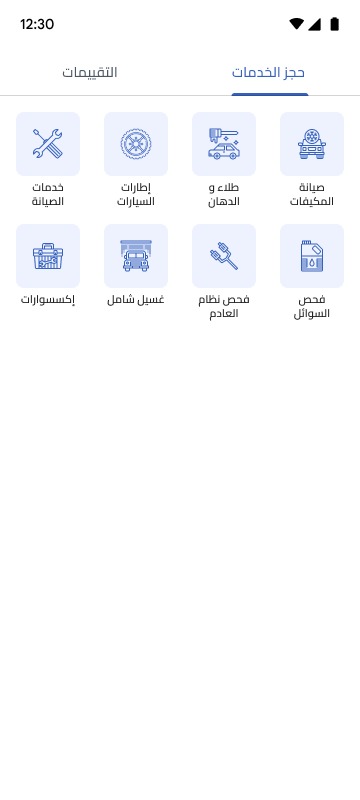 12:30
حجز الخدمات
التقييمات
صيانة
المكيفات
طلاء و
الدهان
إطارات
السيارات
خدمات
الصيانة
فحص
السوائل
فحص نظام
العادم
غسيل شامل
إكسسوارات